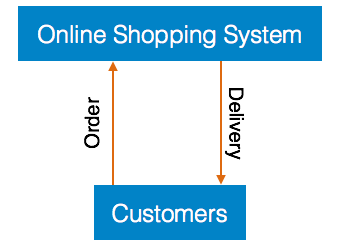 Online Shopping System
Order
Delivery
Customers